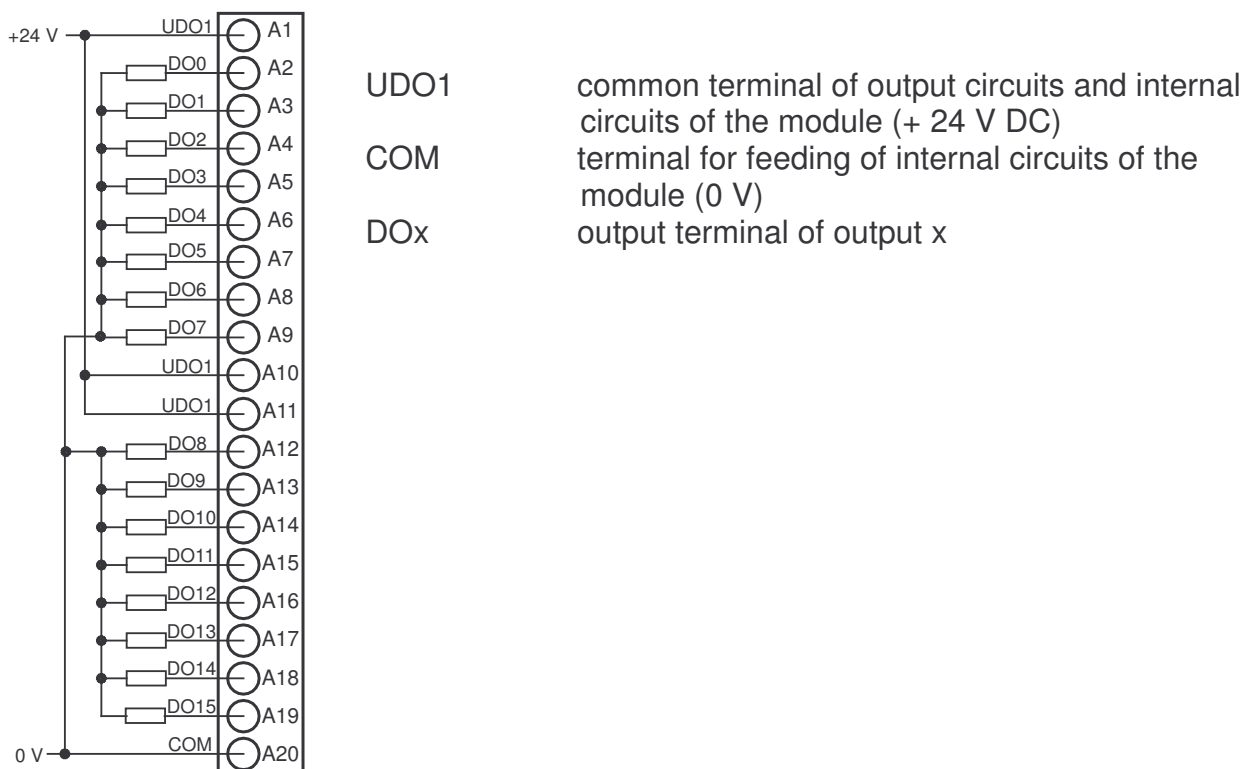 +24 V UDO1 A1
DO0 A2
DO1 A3
DO2 A4
DO3 A5
DO4 A6
DO5 A7
DO6 A8
DO7 A9
UDO1 A10
UDO1 A11
DO8 A12
DO9 A13
DO10 A14
DO11 A15
DO12 A16
DO13 A17
DO14 A18
DO15 A19
0 V COM A20
UDO1 common terminal of output circuits and internal
circuits of the module (+ 24 V DC)
COM terminal for feeding of internal circuits of the
module (0 V)
DOx output terminal of output x